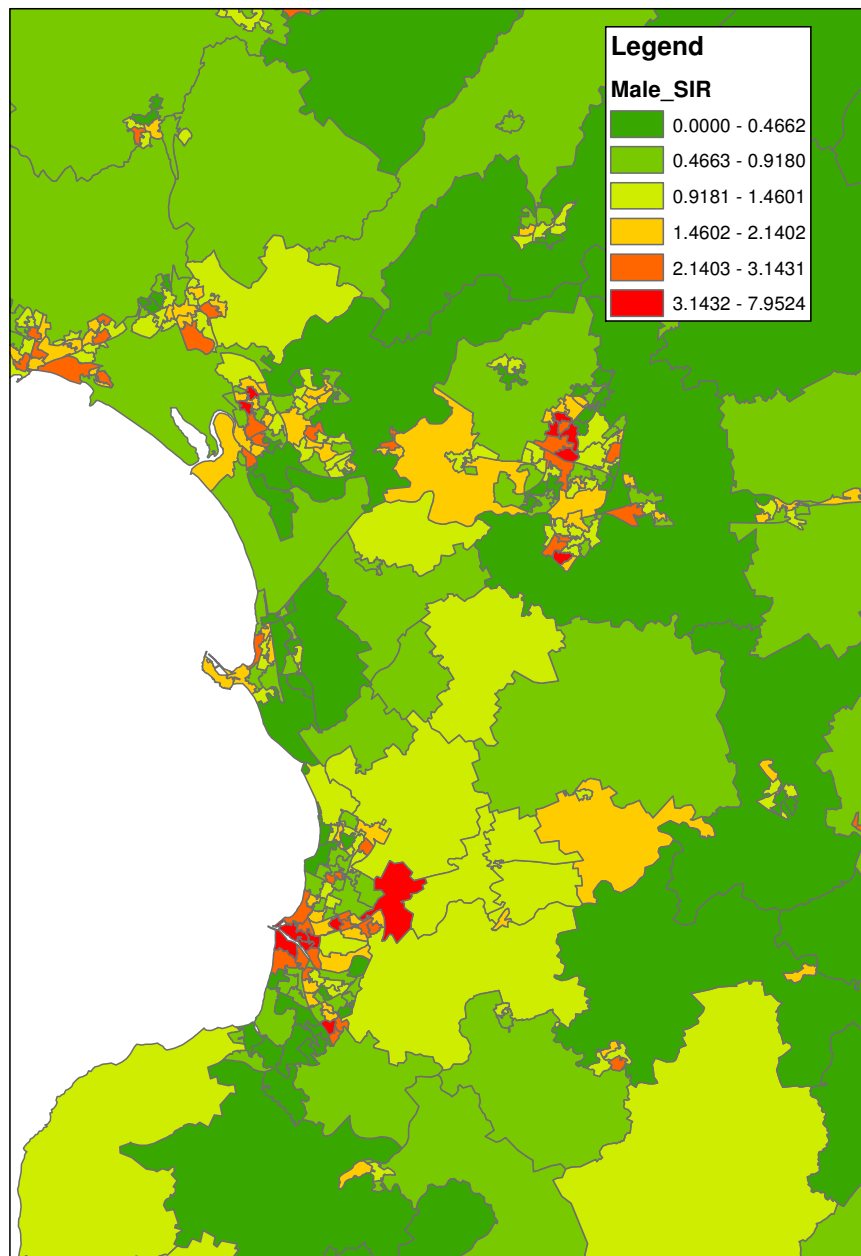 Legend
Male_SIR
0.0000 - 0.4662
0.4663 - 0.9180
0.9181 - 1.4601
1.4602 - 2.1402
2.1403 - 3.1431
3.1432 - 7.9524